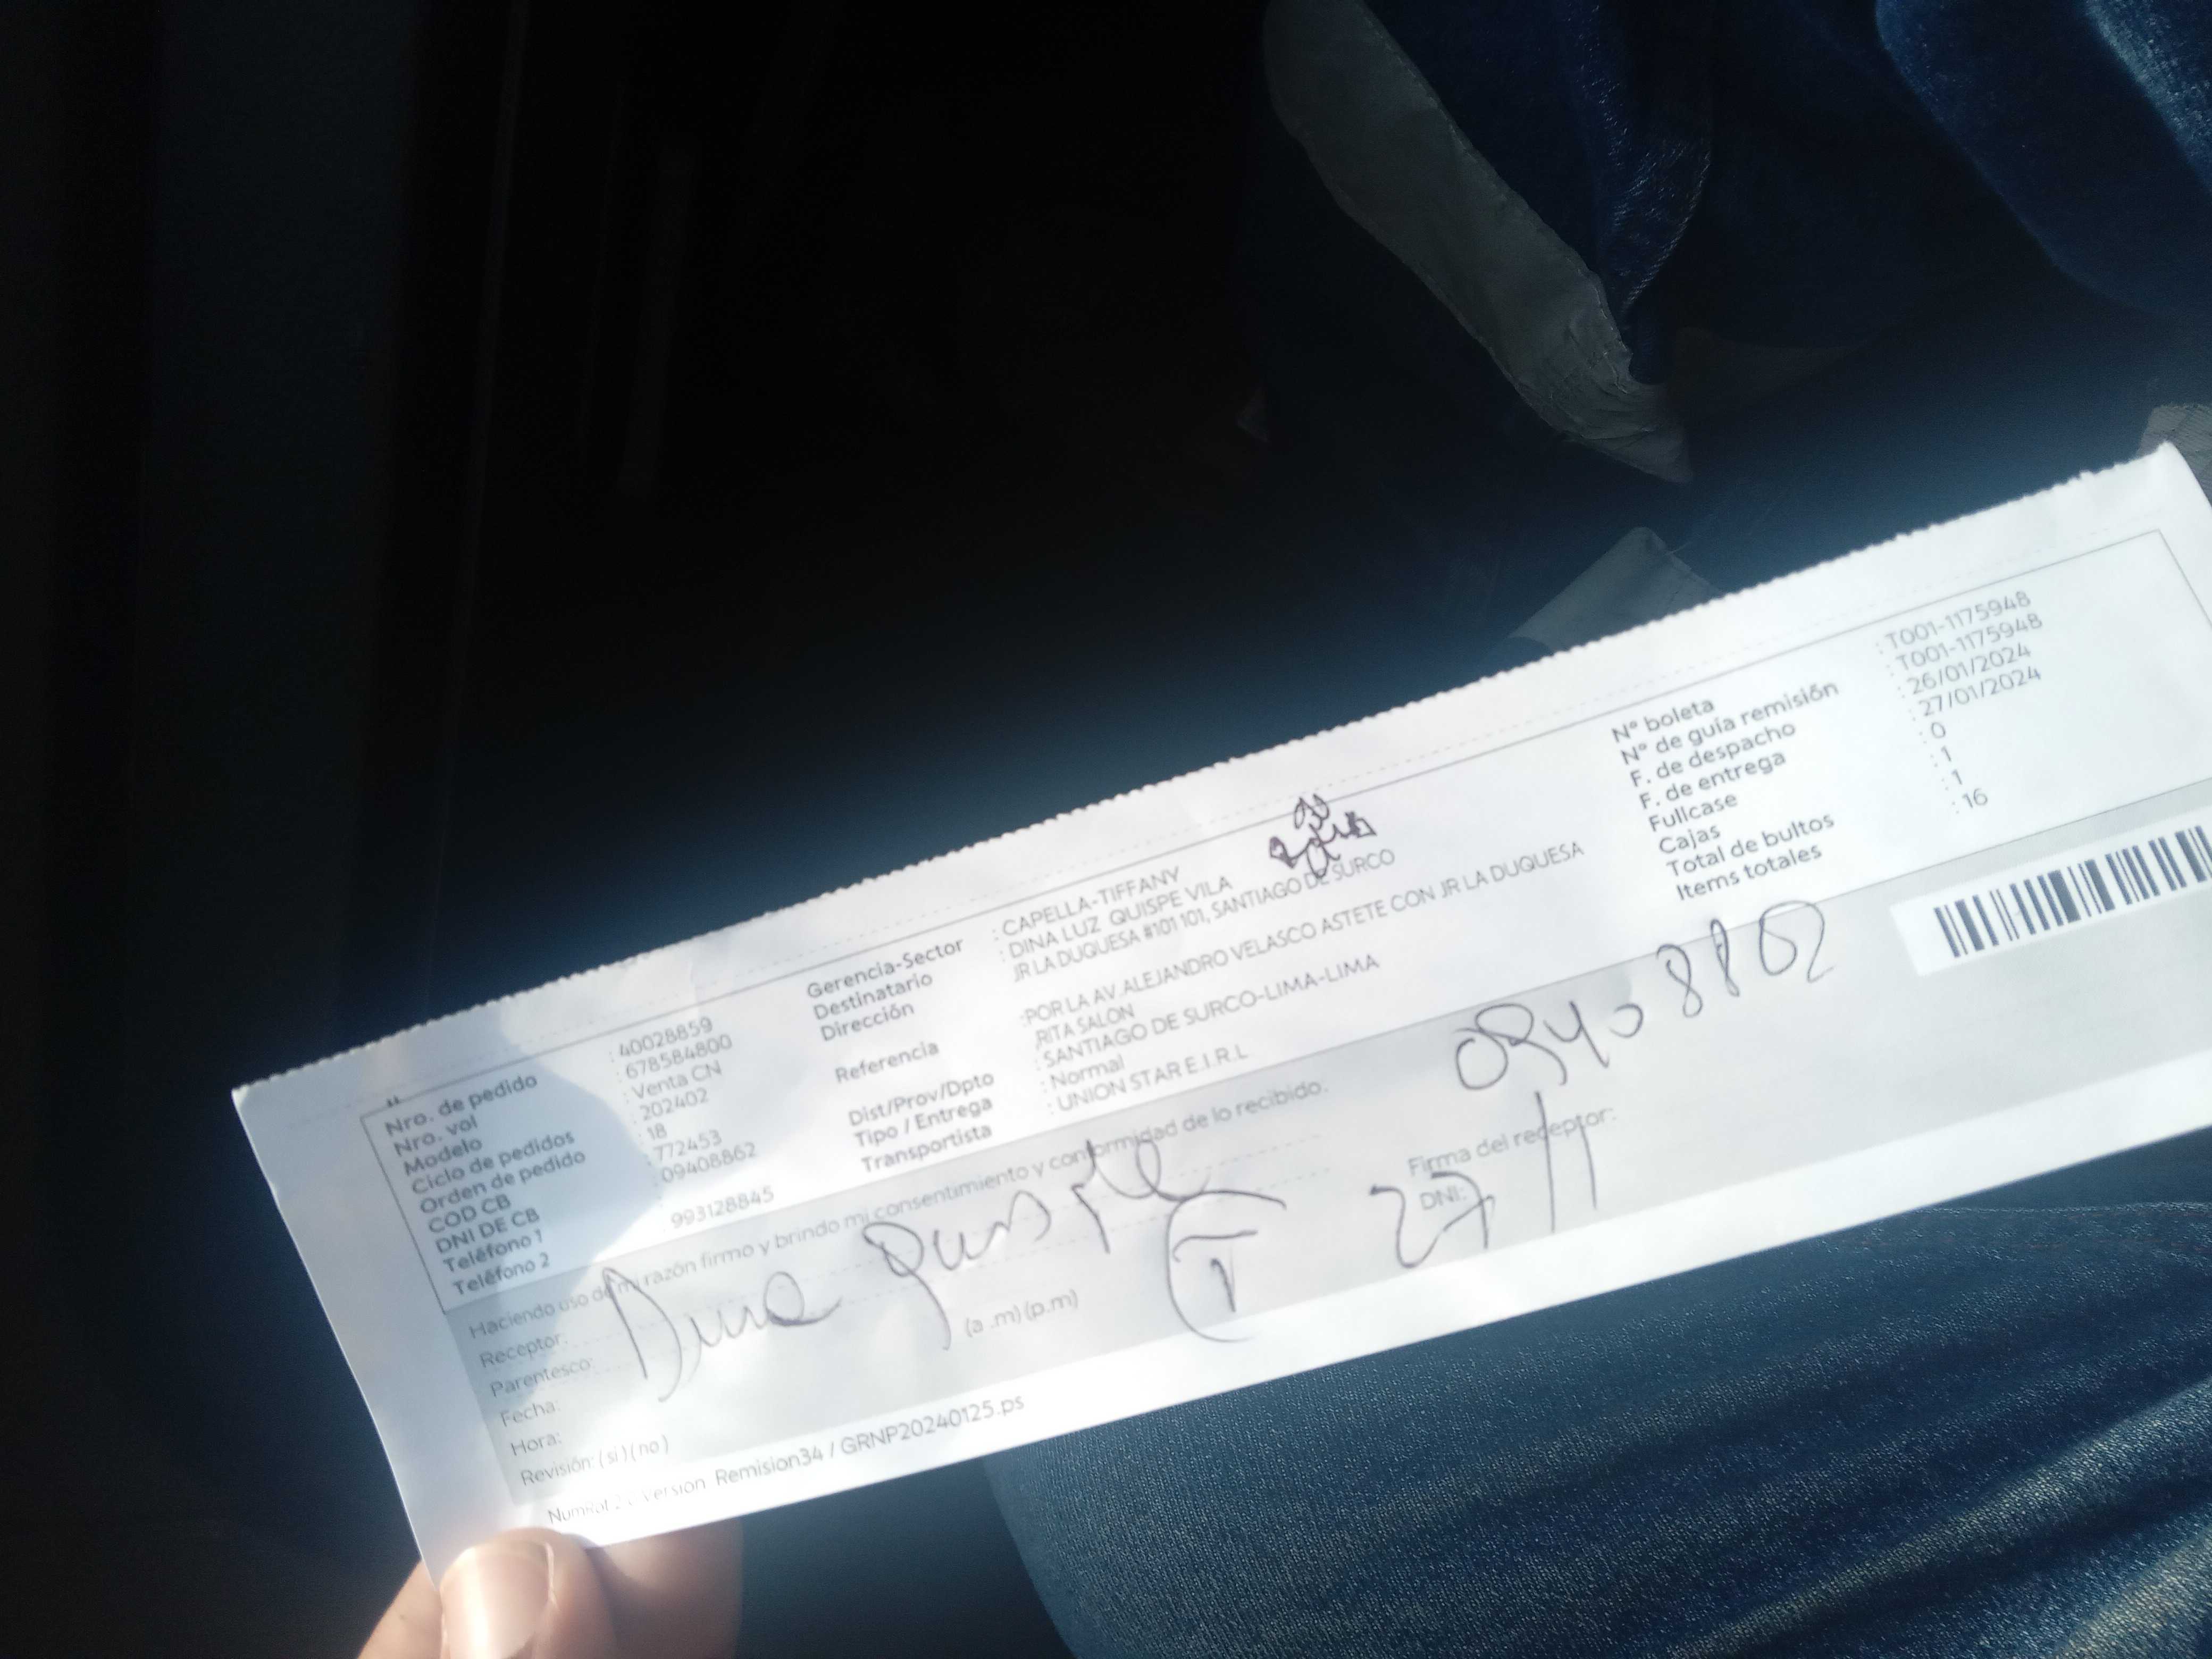 Nro. de pedido : 40028859
Nro. vol : 678584800
Modelo : Venta CN
Ciclo de pedidos : 202402
Orden de pedido : 18
COD CB : 772453
DNI DE CB : 09408862
Teléfono 1
Teléfono 2 : 993128845
Gerencia-Sector : CAPELLA-TIFFANY
Destinatario : DINA LUZ QUISPE VILA
Dirección : JR LA DUQUESA #101 101, SANTIAGO DE SURCO
Referencia : POR LA AV ALEJANDRO VELASCO ASTETE CON JR LA DUQUESA
RITA SALON
Dist/Prov/Dpto : SANTIAGO DE SURCO-LIMA-LIMA
Tipo / Entrega : Normal
Transportista : UNION STAR E.I.R.L
N° boleta : T001-1175948
N° de guía remisión : T001-1175948
F. de despacho : 26/01/2024
F. de entrega : 27/01/2024
Fullcase : 0
Cajas : 1
Total de bultos : 1
Items totales : 16
Haciendo uso de mi razón firmo y brindo mi consentimiento y conformidad de lo recibido.
Receptor: Dina Quispe
Parentesco: T
Fecha: 27/1
Hora: (a .m) (p.m)
Revisión: ( si ) ( no )
Firma del receptor:
DNI: 09408862
version Remision34 / GRNP20240125.ps